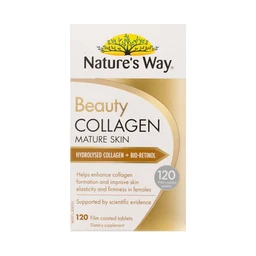 Nature's Way
Beauty
COLLAGEN
MATURE SKIN
HYDROLYSED COLLAGEN + BIO-RETINOL
120
Helps enhance collagen
formation and improve skin
elasticity and firmness in females
Supported by scientific evidence
120 Film coated tablets
Dietary supplement